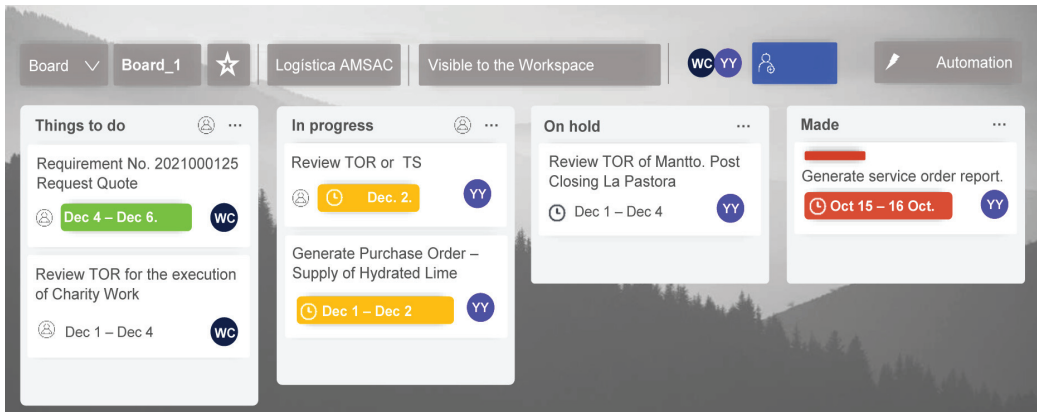 Board
Board_1
Logística AMSAC
Visible to the Workspace
WC
YY
Automation
Things to do
...
Requirement No. 2021000125
Request Quote
Dec 4 – Dec 6.
WC
Review TOR for the execution
of Charity Work
Dec 1 – Dec 4
WC
In progress
...
Review TOR or TS
Dec. 2.
YY
Generate Purchase Order –
Supply of Hydrated Lime
Dec 1 – Dec 2
YY
On hold
...
Review TOR of Mantto. Post
Closing La Pastora
Dec 1 – Dec 4
YY
Made
...
Generate service order report.
Oct 15 – 16 Oct.
YY